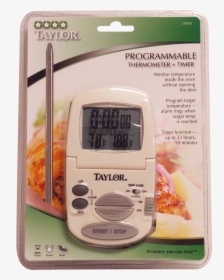 TAYLOR
PROGRAMMABLE
THERMOMETER + TIMER
Monitor temperature
inside the oven
without opening
the door
Program target
temperature -
alarm rings when
target temp.
is reached
Timer function -
up to 23 hours,
59 minutes
TAYLOR
START / STOP
Accuracy you can trust